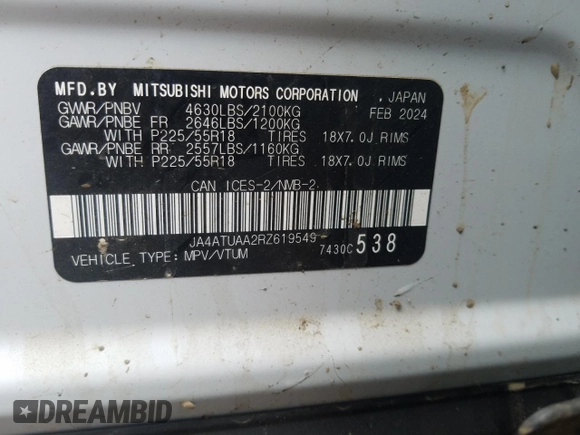 MFD.BY MITSUBISHI MOTORS CORPORATION , JAPAN
GVWR/PNBV 4630LBS/2100KG FEB 2024
GAWR/PNBE FR 2646LBS/1200KG
WITH P225/55R18 TIRES 18X7.0J RIMS
GAWR/PNBE RR 2557LBS/1160KG
WITH P225/55R18 TIRES 18X7.0J RIMS
CAN ICES-2/NMB-2
JA4ATUAA2RZ619549
VEHICLE TYPE: MPV/VTUM 7430C 538
DREAMBID